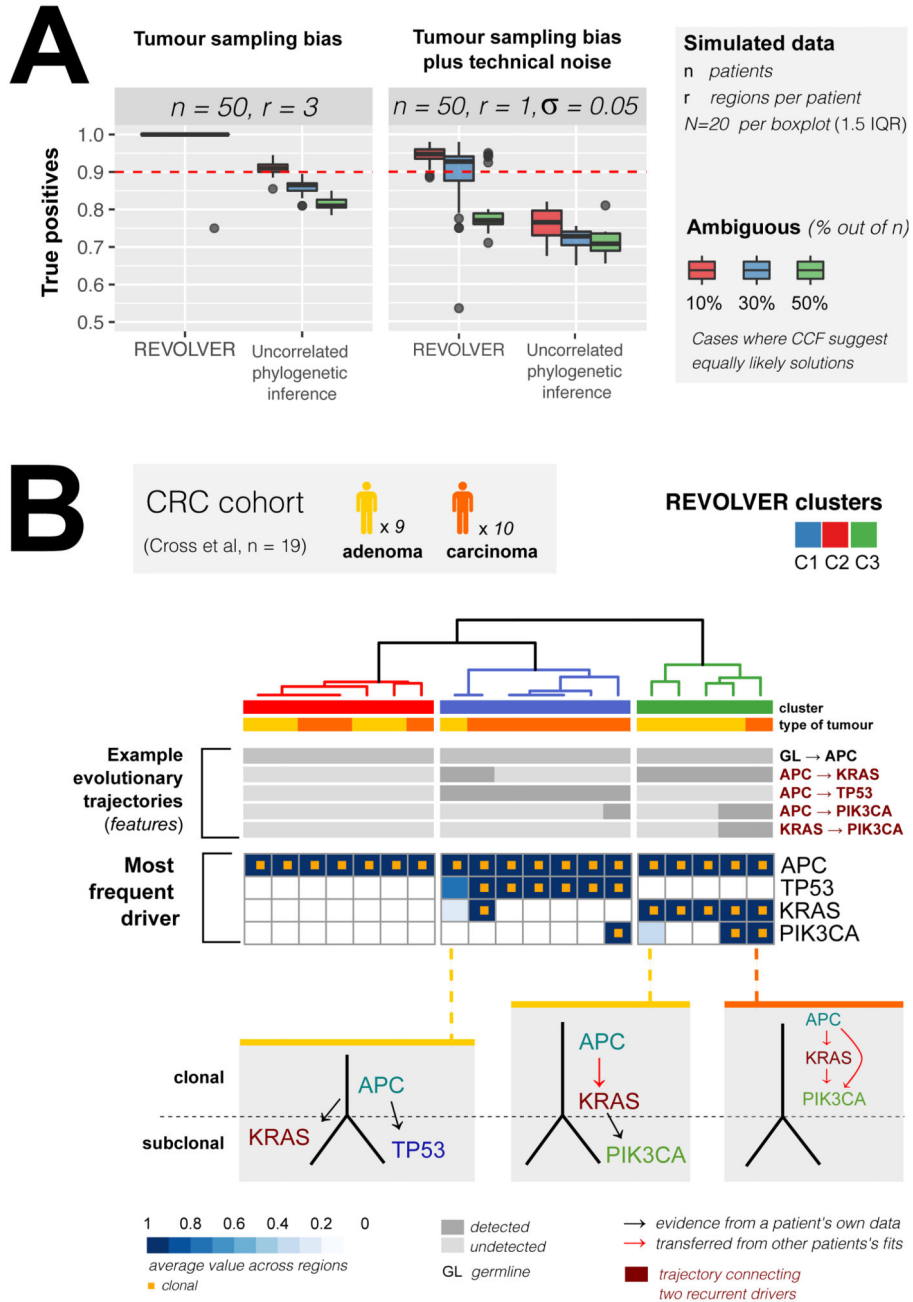 A
Tumour sampling bias
Tumour sampling bias
plus technical noise
n = 50, r = 3
n = 50, r = 1, σ = 0.05
True positives
1.0
0.9
0.8
0.7
0.6
0.5
REVOLVER
Uncorrelated
phylogenetic
inference
REVOLVER
Uncorrelated
phylogenetic
inference
Simulated data
n patients
r regions per patient
N=20 per boxplot (1.5 IQR)
Ambiguous (% out of n)
10% 30% 50%
Cases where CCF suggest
equally likely solutions
B
CRC cohort
(Cross et al, n = 19)
x 9
adenoma
x 10
carcinoma
REVOLVER clusters
C1 C2 C3
cluster
type of tumour
Example
evolutionary
trajectories
(features)
GL → APC
APC → KRAS
APC → TP53
APC → PIK3CA
KRAS → PIK3CA
Most
frequent
driver
APC
TP53
KRAS
PIK3CA
clonal
subclonal
APC
KRAS
TP53
APC
KRAS
PIK3CA
APC
KRAS
PIK3CA
1 0.8 0.6 0.4 0.2 0
average value across regions
clonal
detected
undetected
GL germline
→ evidence from a patient's own data
→ transferred from other patients's fits
trajectory connecting
two recurrent drivers